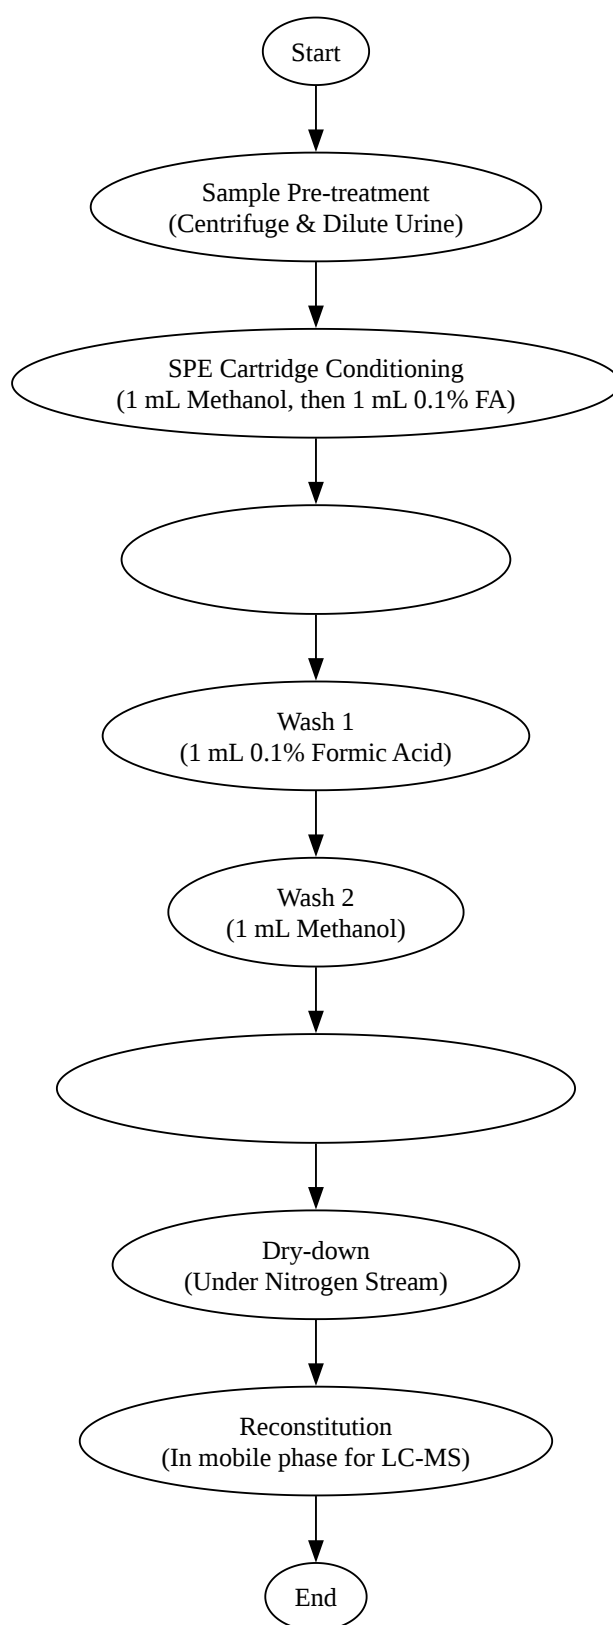 Start
Sample Pre-treatment
(Centrifuge & Dilute Urine)
SPE Cartridge Conditioning
(1 mL Methanol, then 1 mL 0.1% FA)
Wash 1
(1 mL 0.1% Formic Acid)
Wash 2
(1 mL Methanol)
Dry-down
(Under Nitrogen Stream)
Reconstitution
(In mobile phase for LC-MS)
End